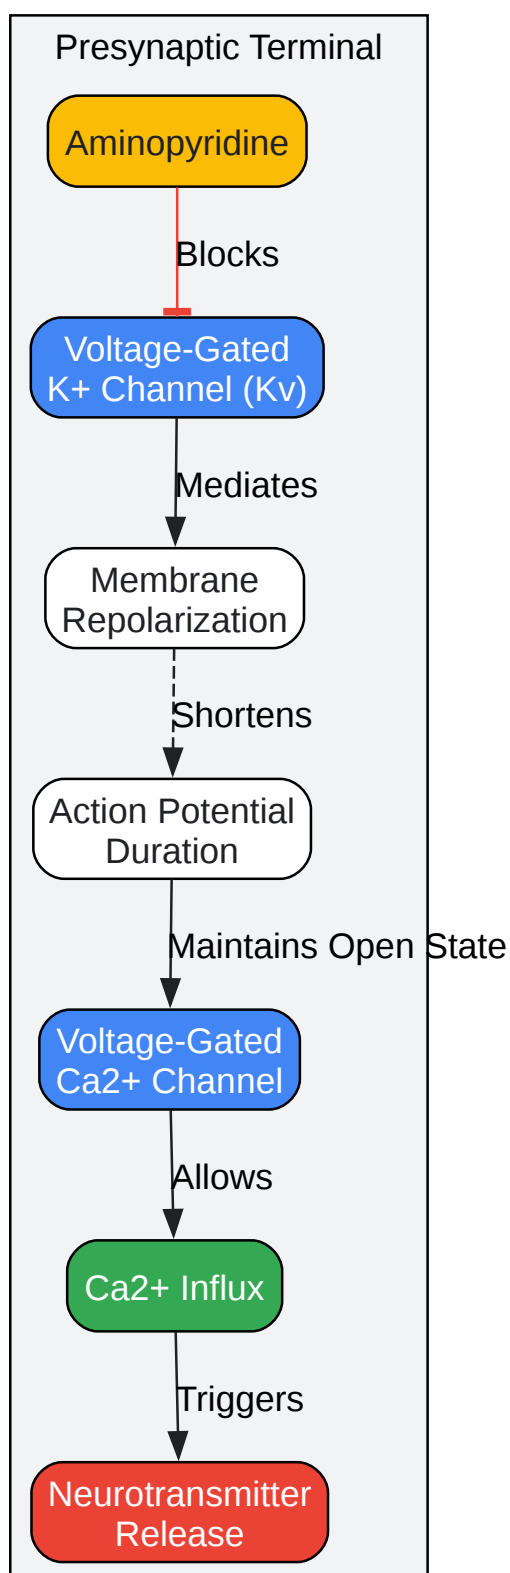 Presynaptic Terminal
Aminopyridine
Blocks
Voltage-Gated
K+ Channel (Kv)
Mediates
Membrane
Repolarization
Shortens
Action Potential
Duration
Maintains Open State
Voltage-Gated
Ca2+ Channel
Allows
Ca2+ Influx
Triggers
Neurotransmitter
Release